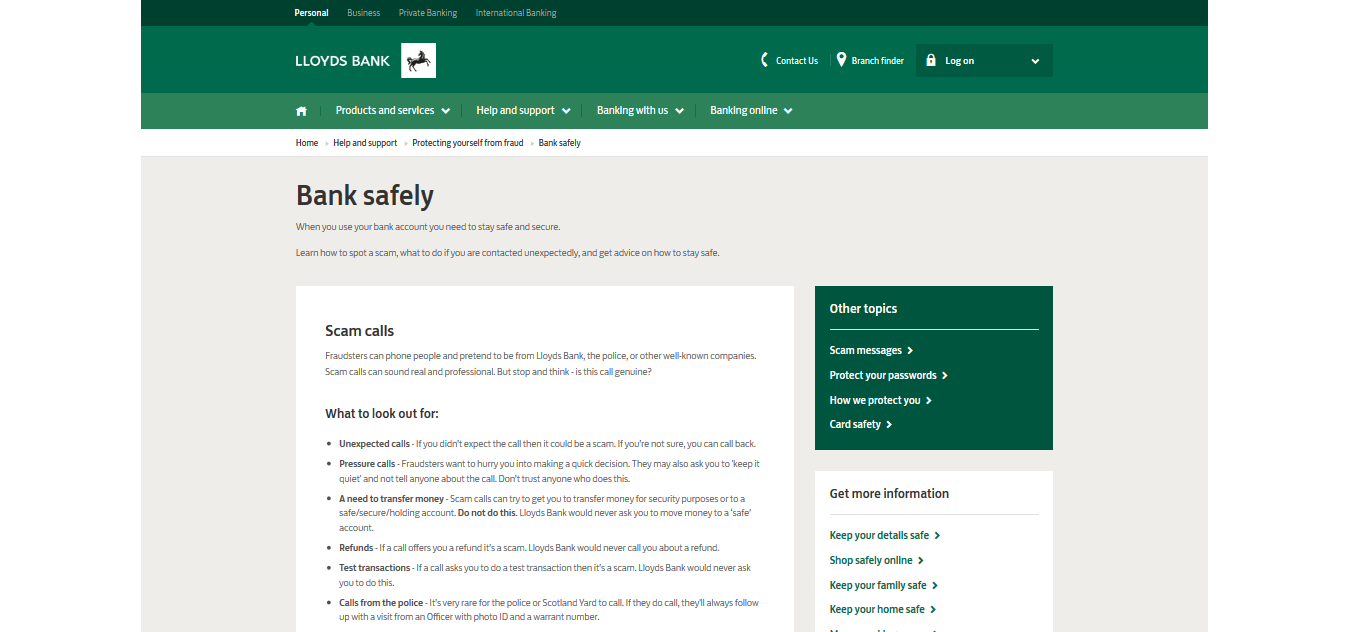 Personal Business Private Banking International Banking
LLOYDS BANK
Contact Us Branch finder Log on
Products and services Help and support Banking with us Banking online
Home Help and support Protecting yourself from fraud Bank safely
Bank safely
When you use your bank account you need to stay safe and secure.
Learn how to spot a scam, what to do if you are contacted unexpectedly, and get advice on how to stay safe.
Scam calls
Fraudsters can phone people and pretend to be from Lloyds Bank, the police, or other well-known companies.
Scam calls can sound real and professional. But stop and think - is this call genuine?
What to look out for:
Unexpected calls - If you didn't expect the call then it could be a scam. If you're not sure, you can call back.
Pressure calls - Fraudsters want to hurry you into making a quick decision. They may also ask you to 'keep it
quiet' and not tell anyone about the call. Don't trust anyone who does this.
A need to transfer money - Scam calls can try to get you to transfer money for security purposes or to a
safe/secure/holding account. Do not do this. Lloyds Bank would never ask you to move money to a 'safe'
account.
Refunds - If a call offers you a refund it's a scam. Lloyds Bank would never call you about a refund.
Test transactions - If a call asks you to do a test transaction then it's a scam. Lloyds Bank would never ask
you to do this.
Calls from the police - It's very rare for the police or Scotland Yard to call. If they do call, they'll always follow
up with a visit from an Officer with photo ID and a warrant number.
Other topics
Scam messages
Protect your passwords
How we protect you
Card safety
Get more information
Keep your details safe
Shop safely online
Keep your family safe
Keep your home safe